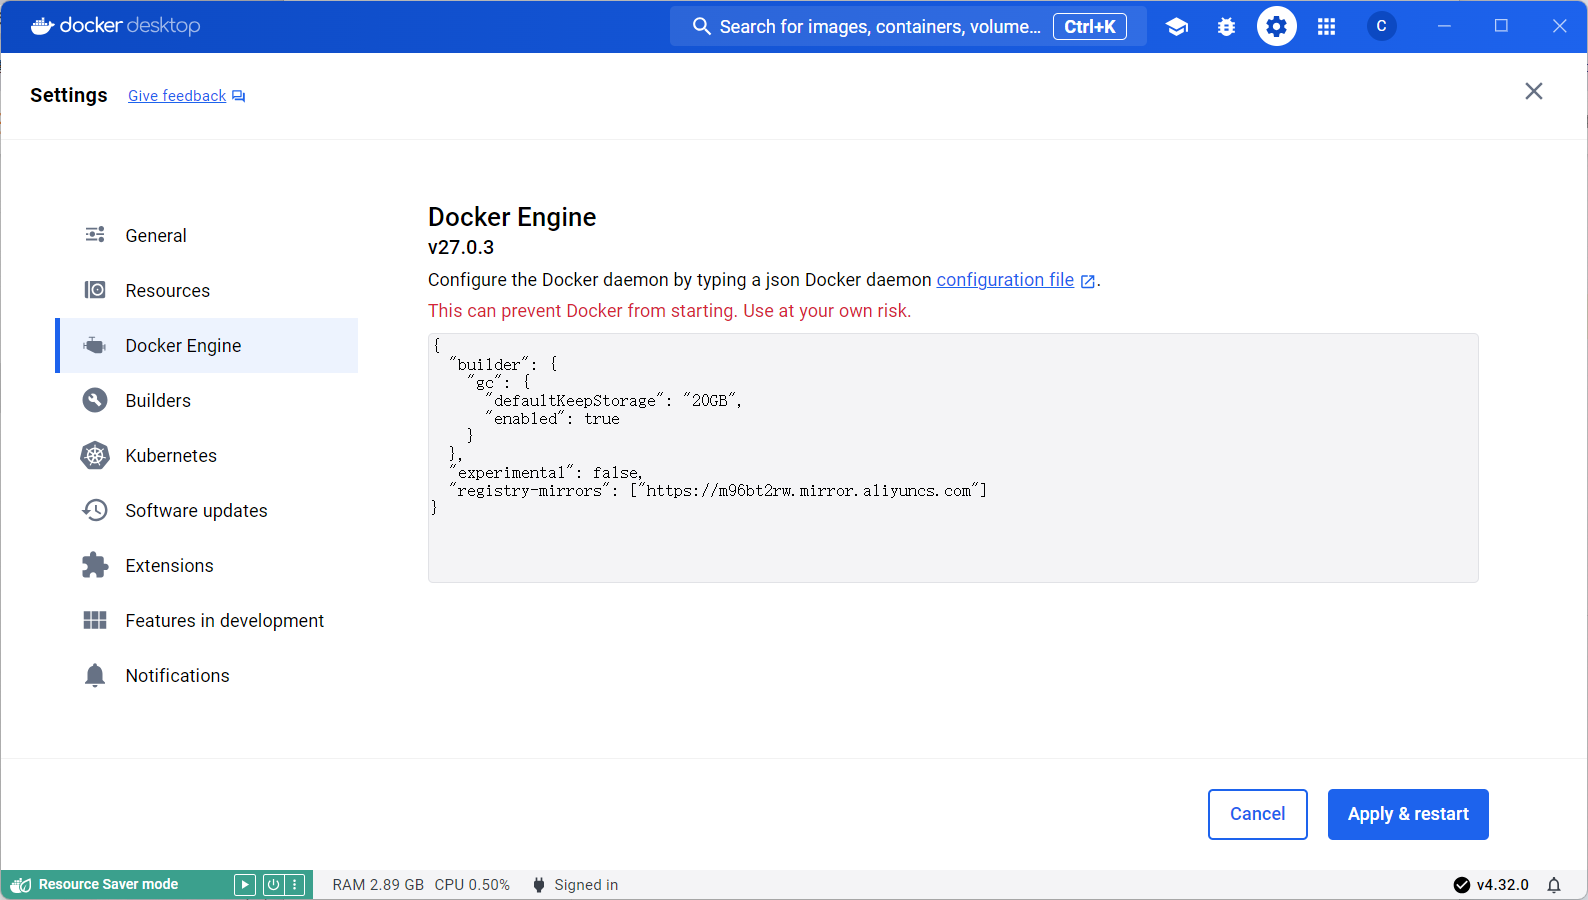 docker desktop
Search for images, containers, volume... Ctrl+K
C
Settings
Give feedback
General
Resources
Docker Engine
Builders
Kubernetes
Software updates
Extensions
Features in development
Notifications
Docker Engine
v27.0.3
Configure the Docker daemon by typing a json Docker daemon configuration file.
This can prevent Docker from starting. Use at your own risk.
{
"builder": {
"gc": {
"defaultKeepStorage": "20GB",
"enabled": true
}
},
"experimental": false,
"registry-mirrors": ["https://m96bt2rw.mirror.aliyuncs.com"]
}
Cancel
Apply & restart
Resource Saver mode
RAM 2.89 GB CPU 0.50%
Signed in
v4.32.0